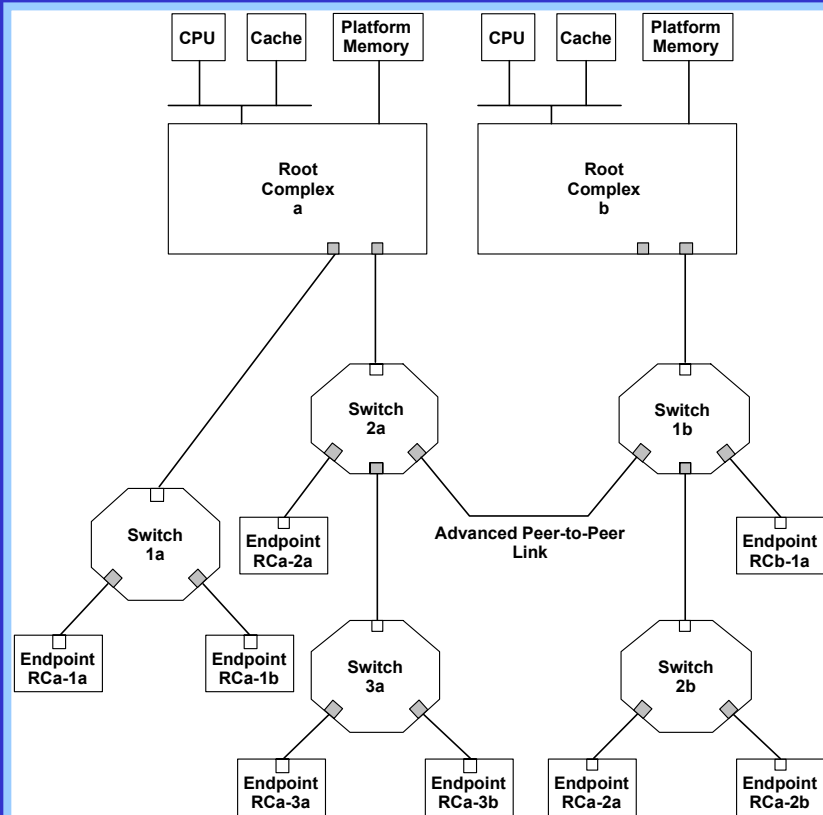 CPU
Cache
Platform
Memory
CPU
Cache
Platform
Memory
Root
Complex
a
Root
Complex
b
Switch
2a
Switch
1b
Switch
1a
Endpoint
RCa-2a
Advanced Peer-to-Peer
Link
Endpoint
RCb-1a
Endpoint
RCa-1a
Endpoint
RCa-1b
Switch
3a
Switch
2b
Endpoint
RCa-3a
Endpoint
RCa-3b
Endpoint
RCa-2a
Endpoint
RCa-2b